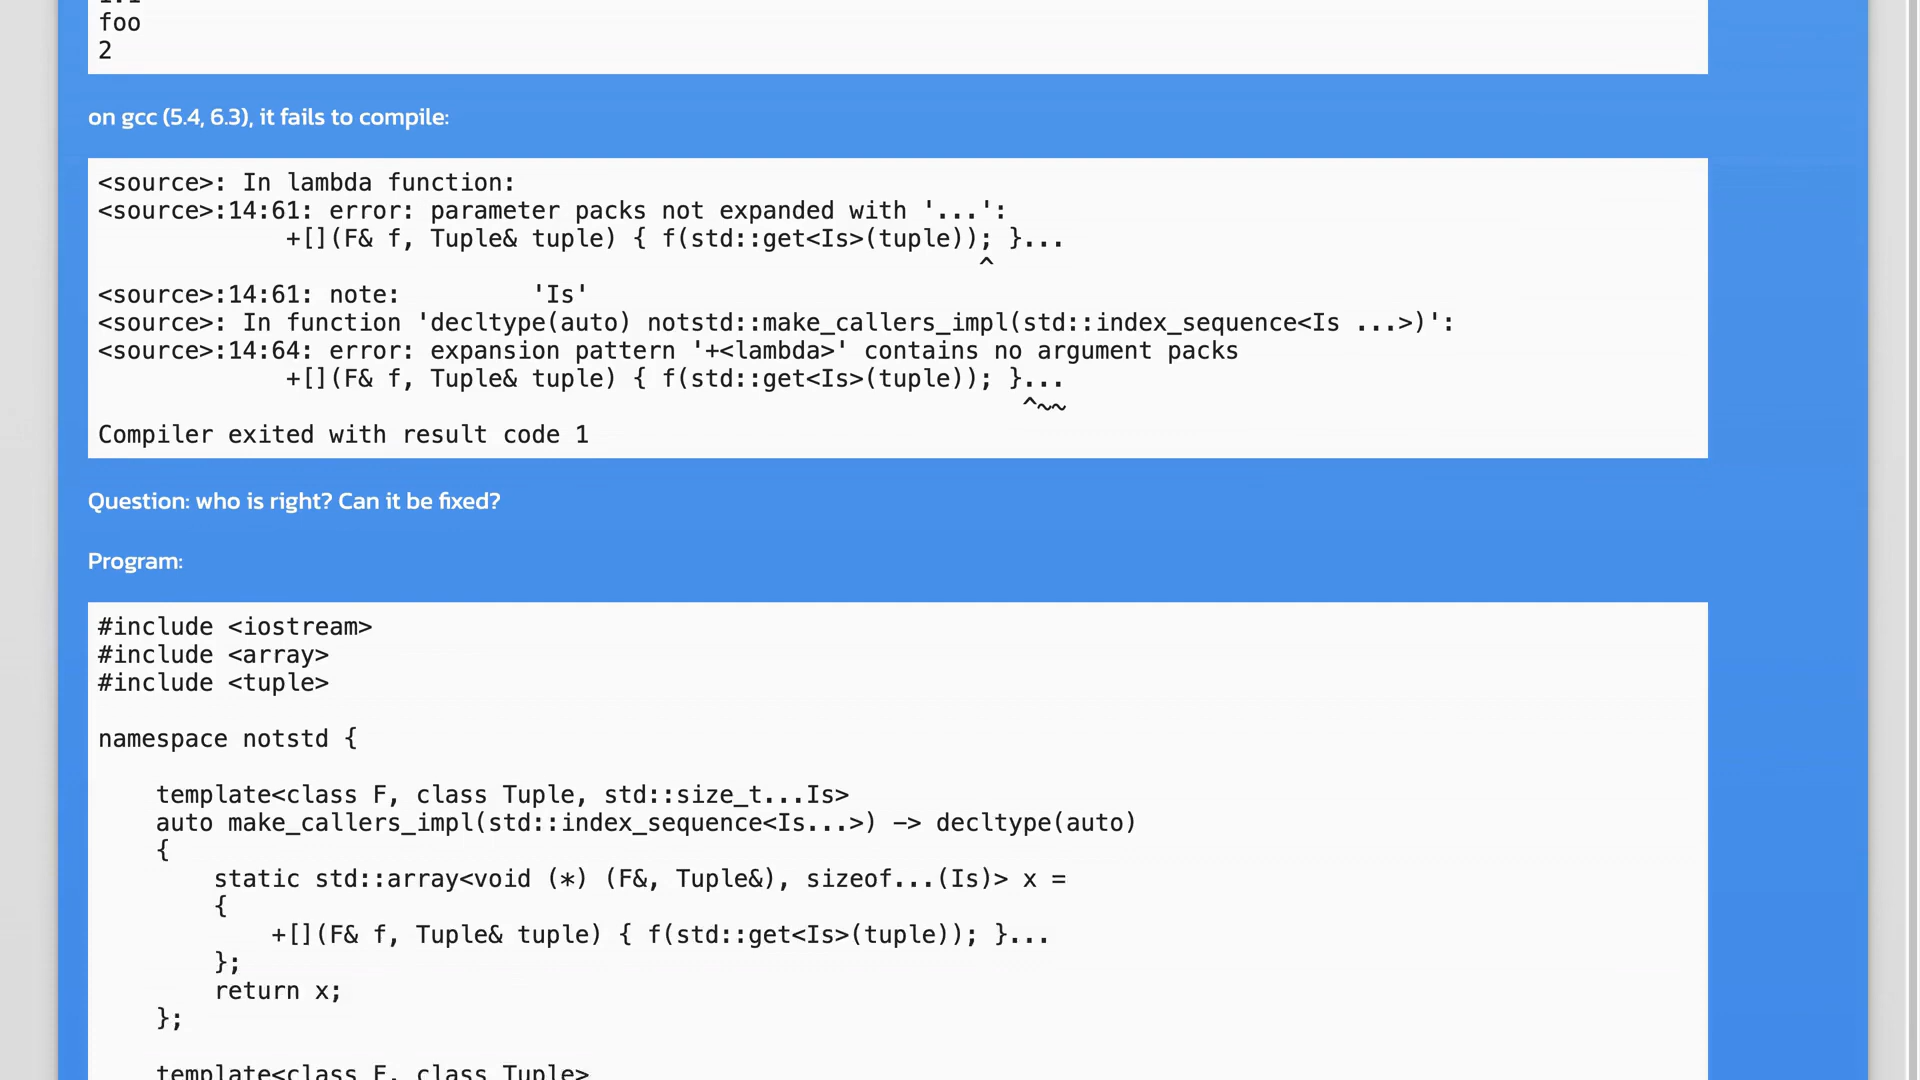 foo
2
on gcc (5.4, 6.3), it fails to compile:
<source>: In lambda function:
<source>:14:61: error: parameter packs not expanded with '...':
             +[](F& f, Tuple& tuple) { f(std::get<Is>(tuple)); }...
                                                             ^
<source>:14:61: note:         'Is'
<source>: In function 'decltype(auto) notstd::make_callers_impl(std::index_sequence<Is ...>)':
<source>:14:64: error: expansion pattern '+<lambda>' contains no argument packs
             +[](F& f, Tuple& tuple) { f(std::get<Is>(tuple)); }...
                                                                ^~~
Compiler exited with result code 1
Question: who is right? Can it be fixed?
Program:
#include <iostream>
#include <array>
#include <tuple>
namespace notstd {
    template<class F, class Tuple, std::size_t...Is>
    auto make_callers_impl(std::index_sequence<Is...>) -> decltype(auto)
    {
        static std::array<void (*) (F&, Tuple&), sizeof...(Is)> x =
        {
            +[](F& f, Tuple& tuple) { f(std::get<Is>(tuple)); }...
        };
        return x;
    };
    template<class F, class Tuple>